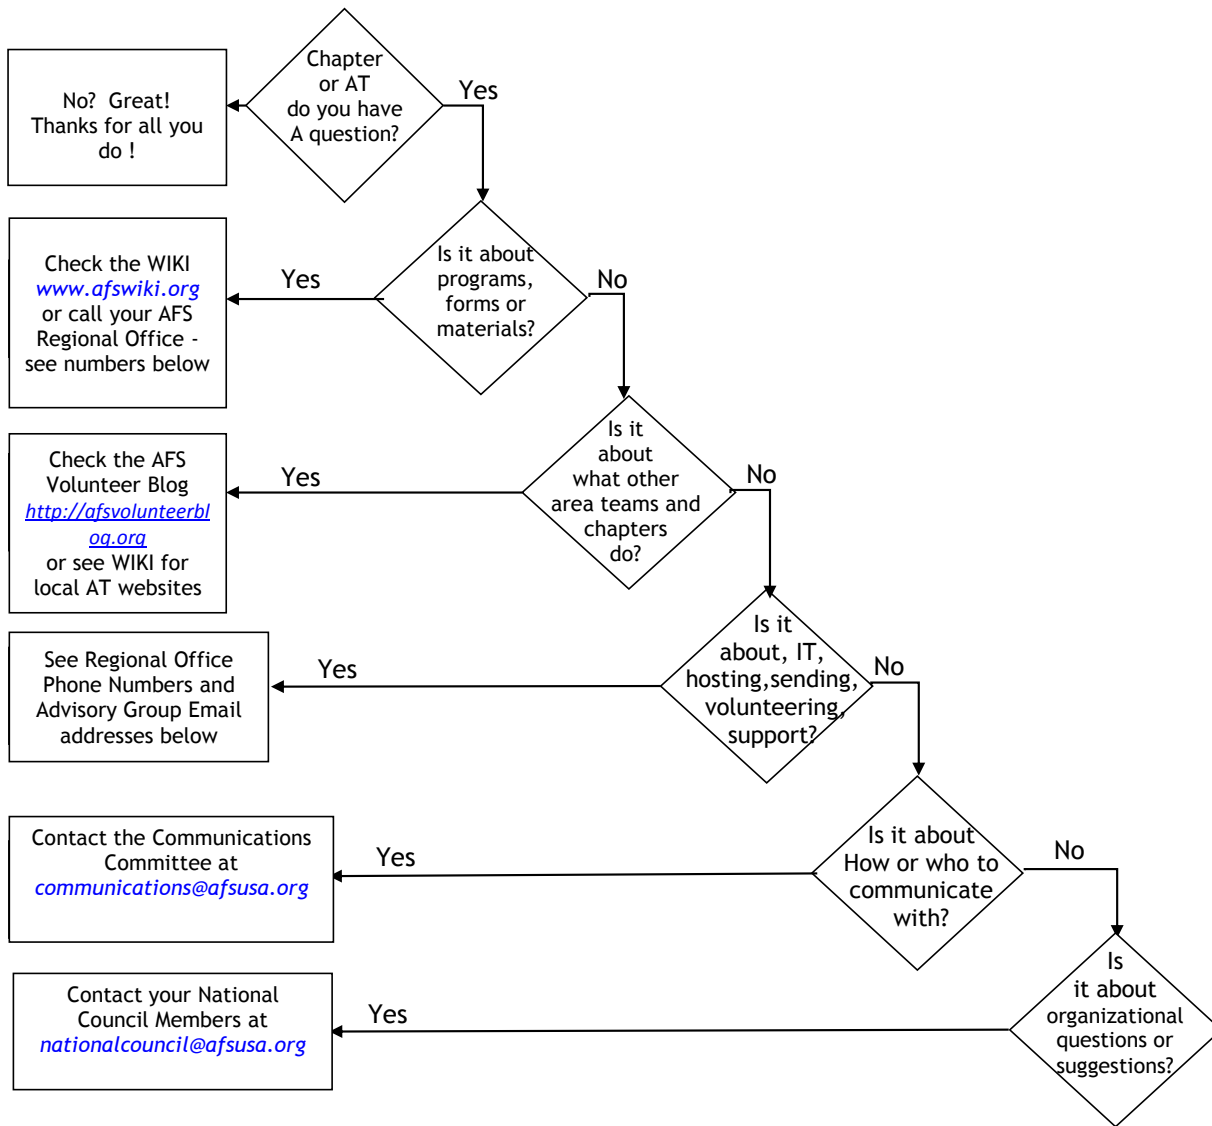 Chapter
or AT
do you have
A question?
Yes
No? Great!
Thanks for all you
do !
Is it about
programs,
forms or
materials?
Yes
No
Check the WIKI
www.afswiki.org
or call your AFS
Regional Office -
see numbers below
Is it
about
what other
area teams and
chapters
do?
Yes
No
Check the AFS
Volunteer Blog
http://afsvolunteerbl
og.org
or see WIKI for
local AT websites
Is it
about, IT,
hosting,sending,
volunteering,
support?
Yes
No
See Regional Office
Phone Numbers and
Advisory Group Email
addresses below
Is it about
How or who to
communicate
with?
Yes
No
Contact the Communications
Committee at
communications@afsusa.org
Is
it about
organizational
questions or
suggestions?
Yes
Contact your National
Council Members at
nationalcouncil@afsusa.org